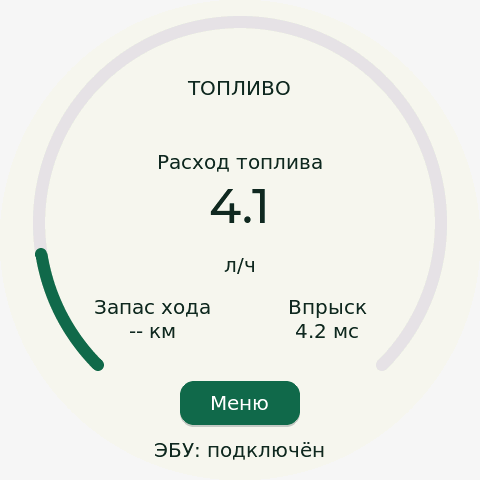 ТОПЛИВО
Расход топлива
4.1
л/ч
Запас хода
-- км
Впрыск
4.2 мс
Меню
ЭБУ: подключён